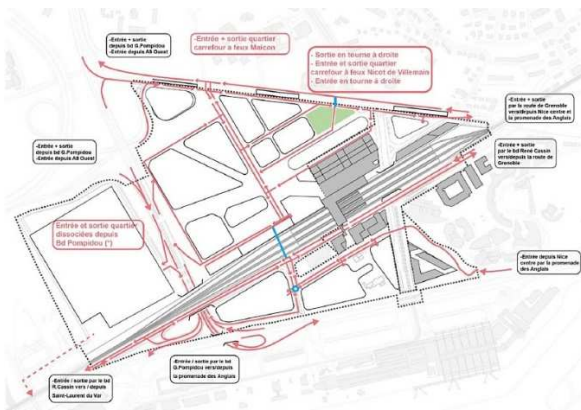 -Entrée + sortie
depuis bd G.Pompidou
-Entrée depuis A8 Ouest
-Entrée + sortie quartier
carrefour à feux Maicon
- Sortie en tourne à droite
- Entrée et sortie quartier
carrefour à feux Nicot de Villemain
- Entrée en tourne à droite
-Entrée + sortie
par la route de Grenoble
vers/depuis Nice centre et
la promenade des Anglais
-Entrée + sortie
depuis bd G.Pompidou
-Entrée depuis A8 Ouest
-Entrée + sortie
par le bd René Cassin
vers/depuis la route de
Grenoble
Entrée et sortie quartier
dissociées depuis
Bd Pompidou (*)
-Entrée depuis Nice
centre par la promenade
des Anglais
-Entrée / sortie par le bd
G.Pompidou vers/depuis
la promenade des Anglais
-Entrée / sortie par le bd
R.Cassin vers / depuis
Saint-Laurent du Var